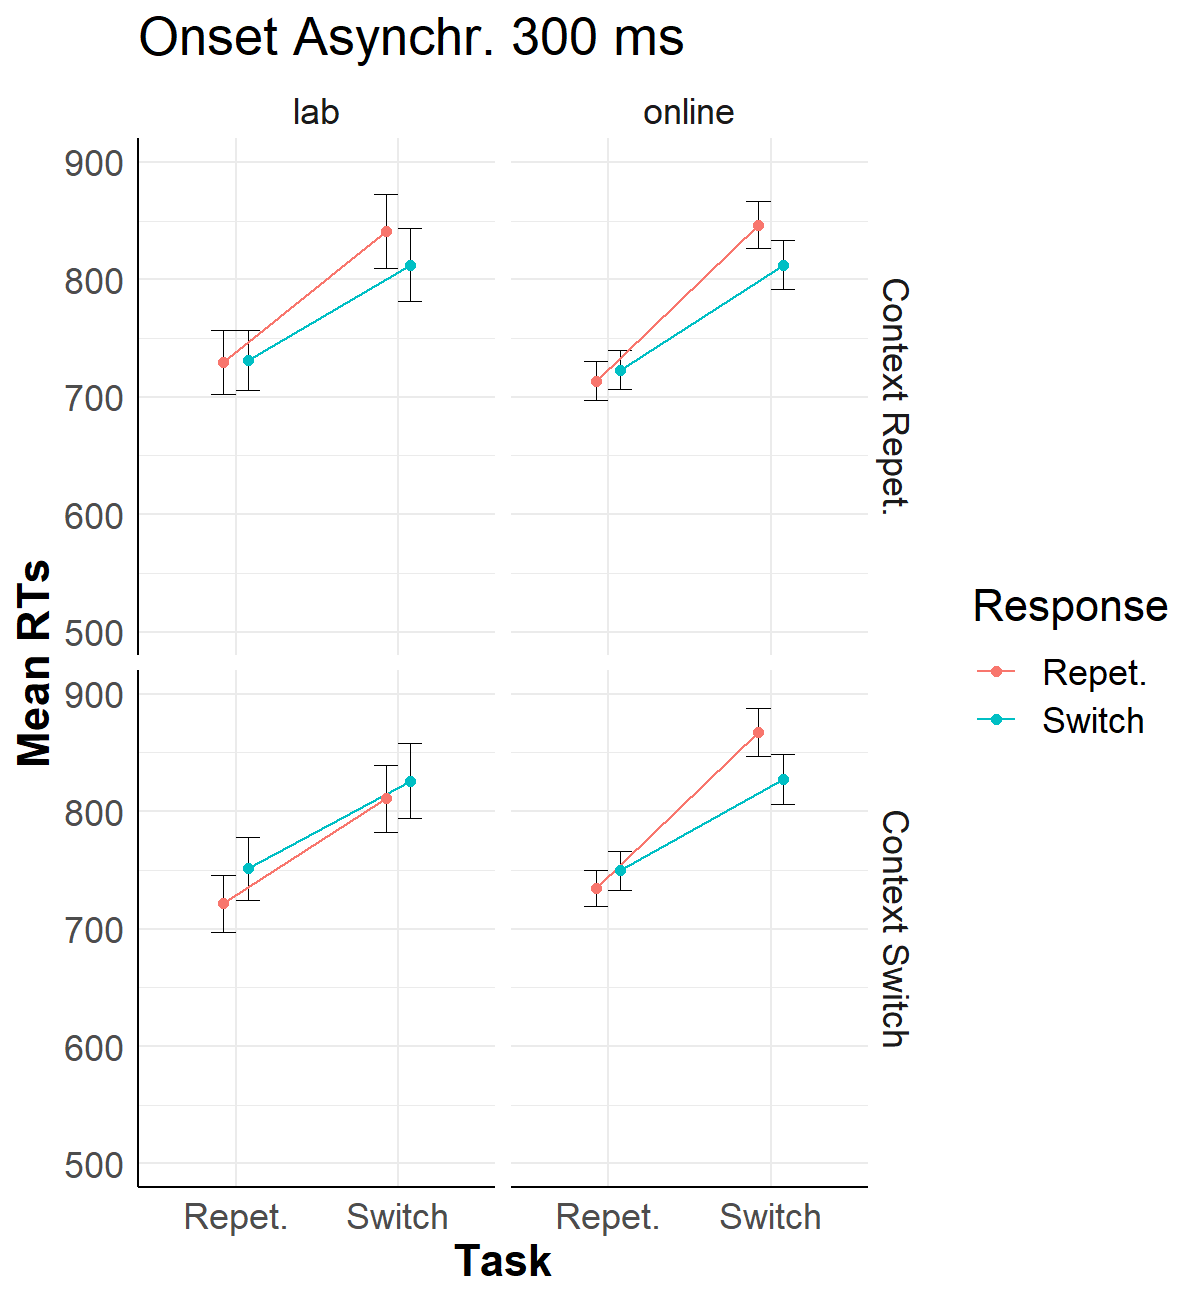 Onset Asynchr. 300 ms
lab
online
900
800
700
600
500
Context Repet.
900
800
700
600
500
Context Switch
Mean RTs
Repet.
Switch
Repet.
Switch
Task
Response
Repet.
Switch